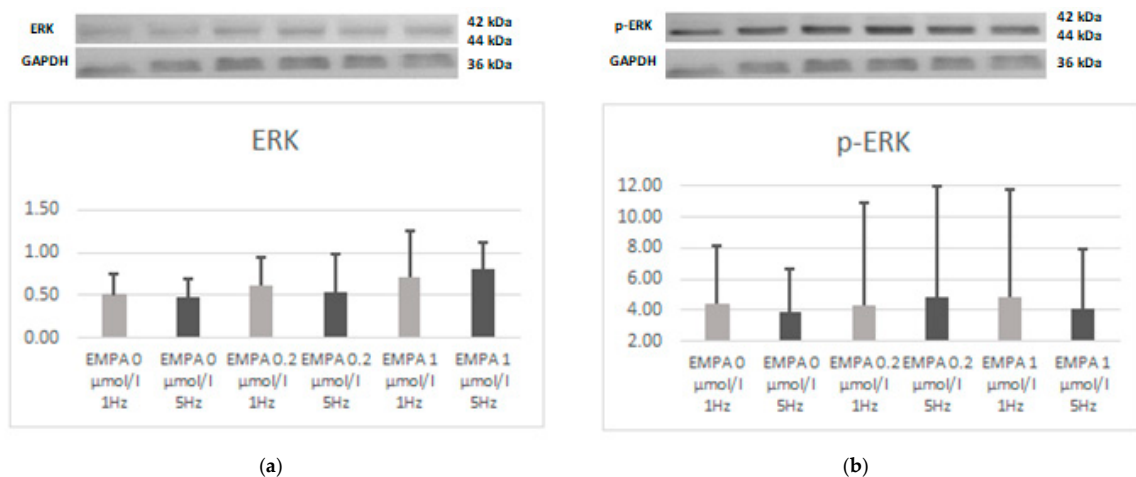 ERK
42 kDa
44 kDa
GAPDH
36 kDa
ERK
1.50
1.00
0.50
0.00
EMPA 0 EMPA 0 EMPA 0.2 EMPA 0.2 EMPA 1 EMPA 1
µmol/l µmol/l µmol/l µmol/l µmol/l µmol/l
1Hz 5Hz 1Hz 5Hz 1Hz 5Hz
(a)
p-ERK
42 kDa
44 kDa
GAPDH
36 kDa
p-ERK
12.00
10.00
8.00
6.00
4.00
2.00
EMPA 0 EMPA 0 EMPA 0.2 EMPA 0.2 EMPA 1 EMPA 1
µmol/l µmol/l µmol/l µmol/l µmol/l µmol/l
1Hz 5Hz 1Hz 5Hz 1Hz 5Hz
(b)